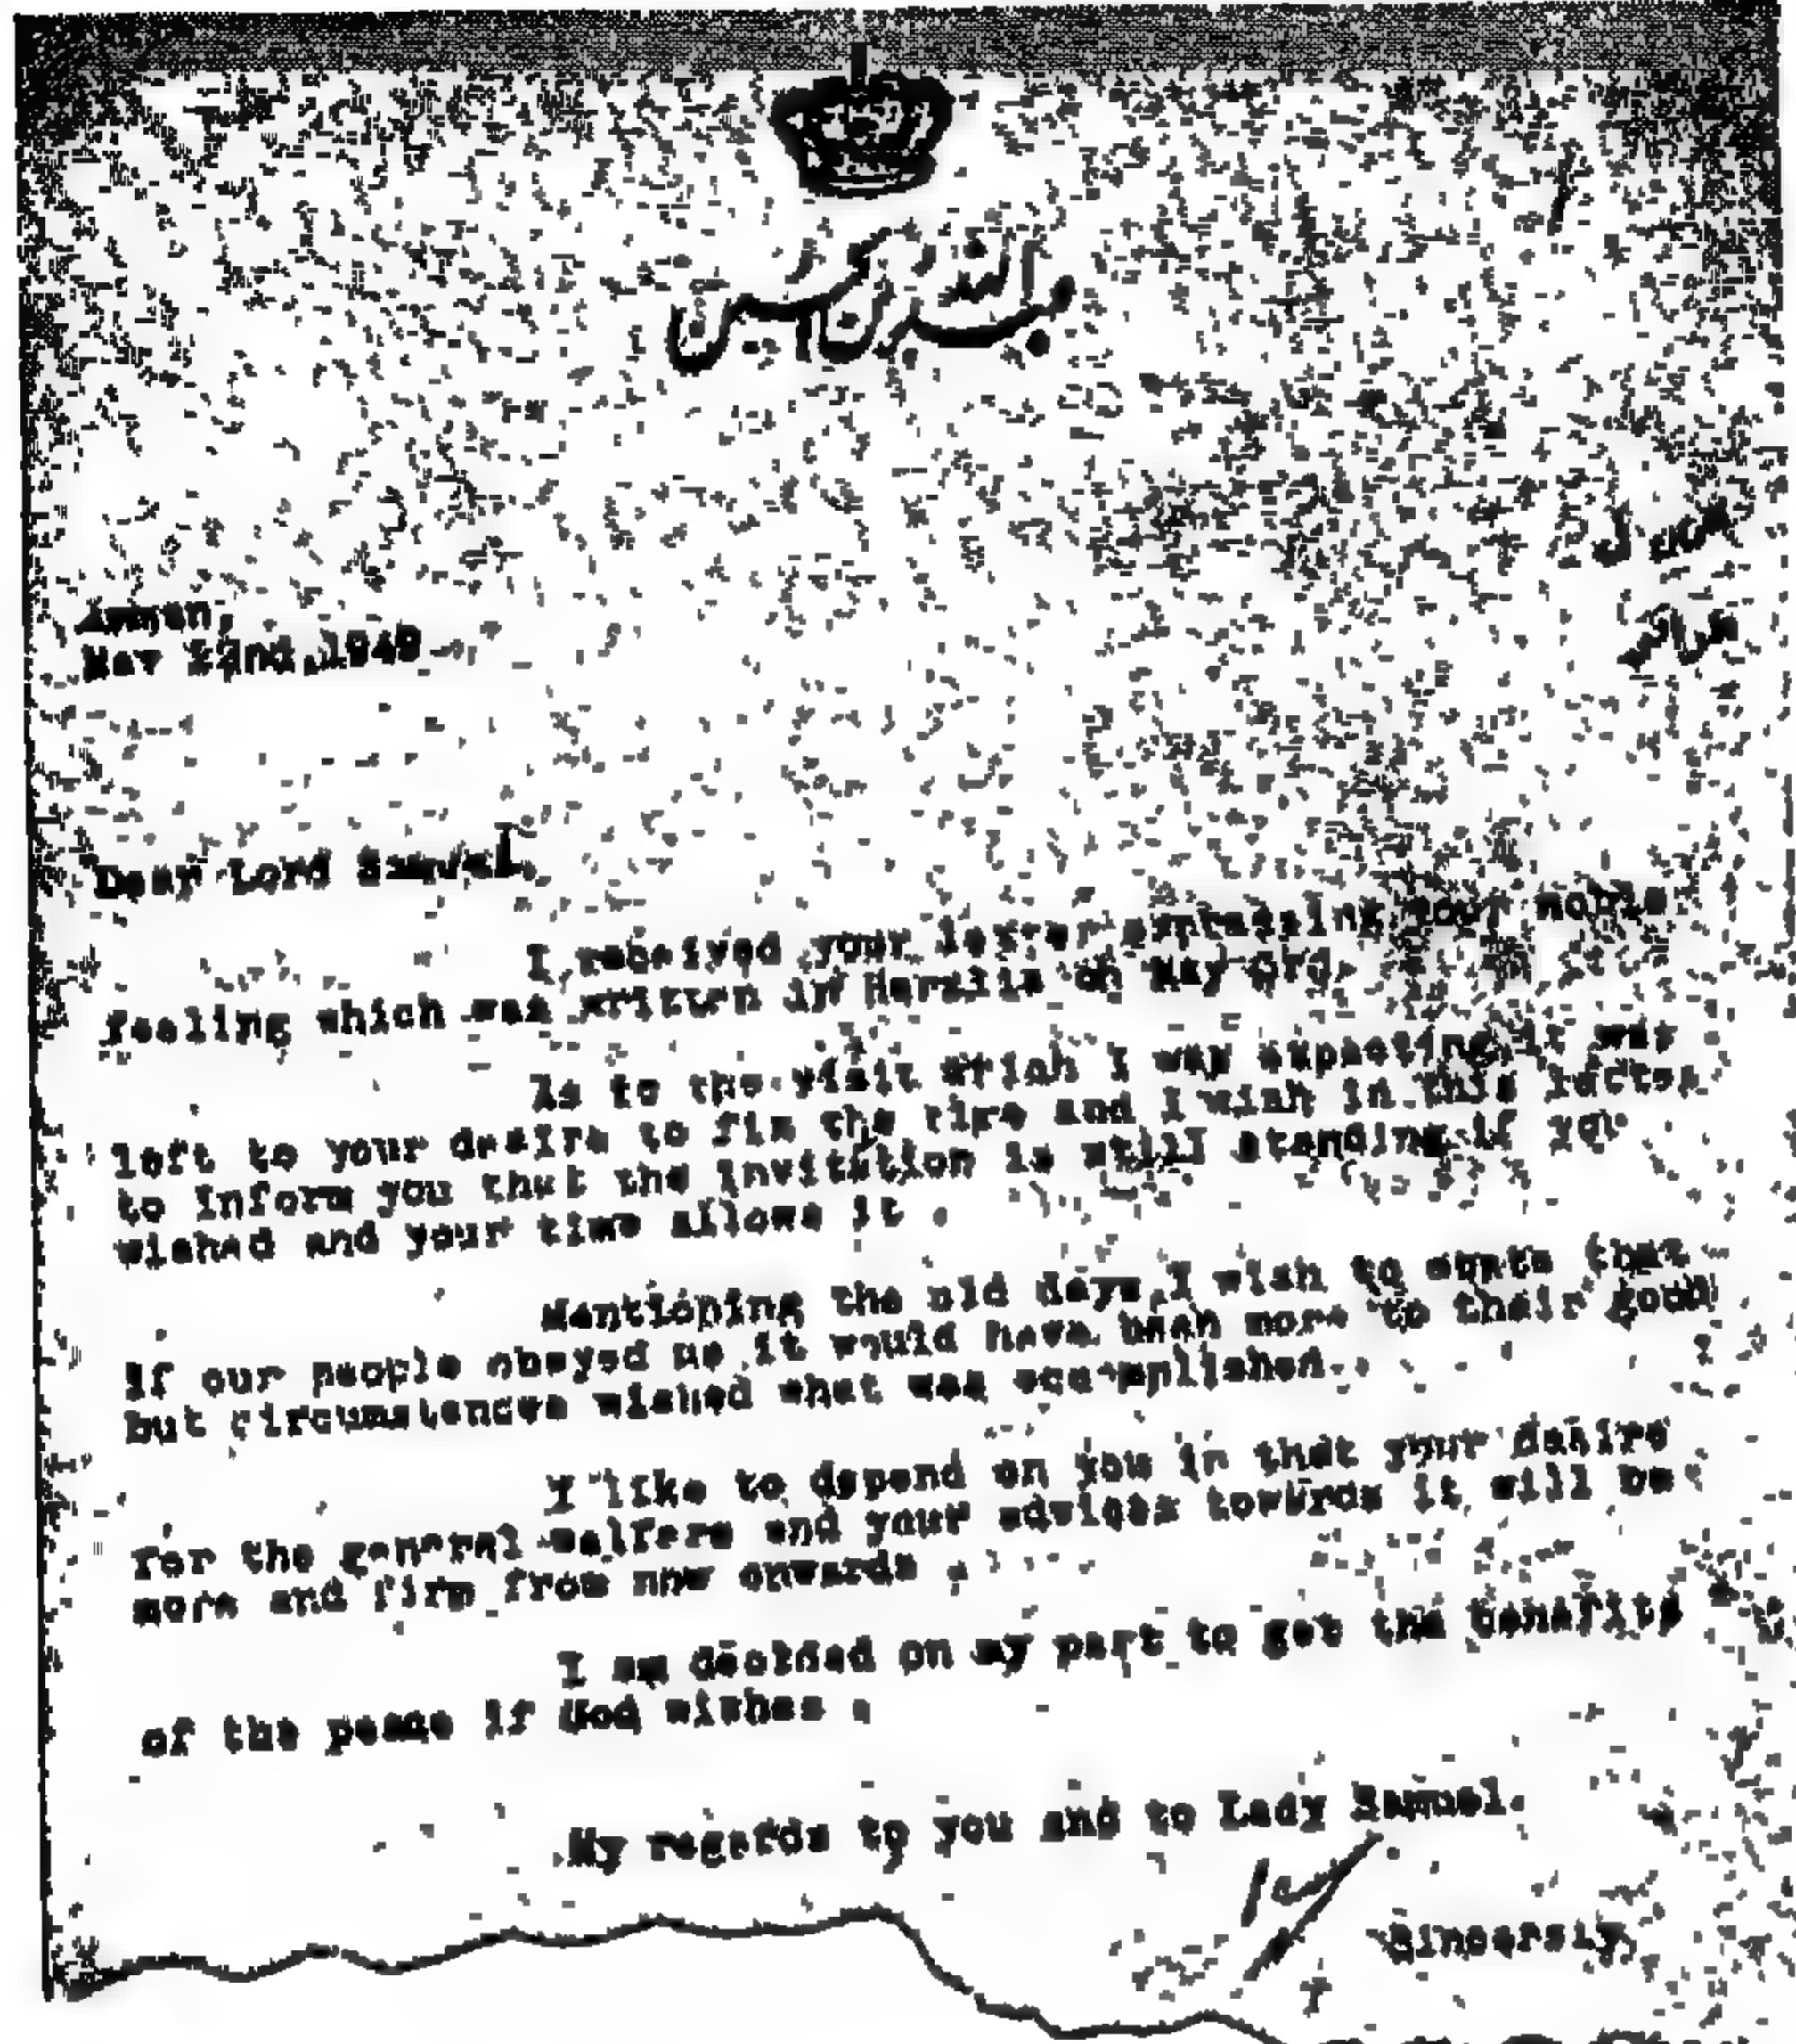 عبد الله بن الحسين
Amman,
May 22nd, 1949
Dear Lord Samuel,
I received your letter expressing your noble
feeling which was written in Herzlia on May 3rd.
As to the visit which I was expecting, it was
left to your desire to fix the time and I wish in this letter
to inform you that the invitation is still standing if you
wished and your time allows it .
Mentioning the old days, I wish to that
if our people obeyed us, it would have been more to their good
but circumstances wished what was accomplished.
I like to depend on you in that your desire
for the general welfare and your advices towards it, will be
more and firm from now onwards .
I am decided on my part to get the benefits
of the peace if God wishes .
My regards to you and to Lady Samuel.
Sincerely,